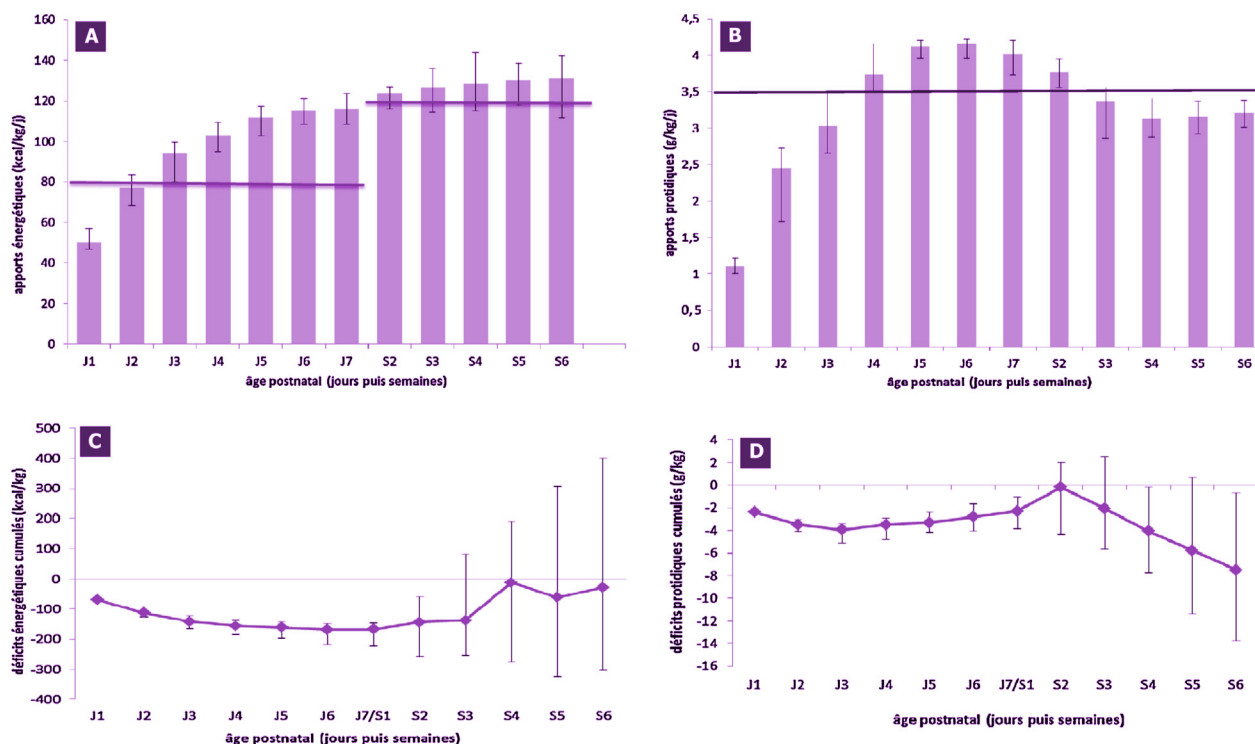 A
apports énergétiques (kcal/kg/j)
160
140
120
100
80
60
40
20
0
J1 J2 J3 J4 J5 J6 J7 S2 S3 S4 S5 S6
âge postnatal (jours puis semaines)
B
apports protidiques (g/kg/j)
4,5
4
3,5
3
2,5
2
1,5
1
0,5
0
J1 J2 J3 J4 J5 J6 J7 S2 S3 S4 S5 S6
âge postnatal (jours puis semaines)
C
déficits énergétiques cumulés (kcal/kg)
500
400
300
200
100
0
-100
-200
-300
-400
J1 J2 J3 J4 J5 J6 J7/S1 S2 S3 S4 S5 S6
âge postnatal (jours puis semaines)
D
déficits protidiques cumulés (g/kg)
4
2
0
-2
-4
-6
-8
-10
-12
-14
-16
J1 J2 J3 J4 J5 J6 J7/S1 S2 S3 S4 S5 S6
âge postnatal (jours puis semaines)